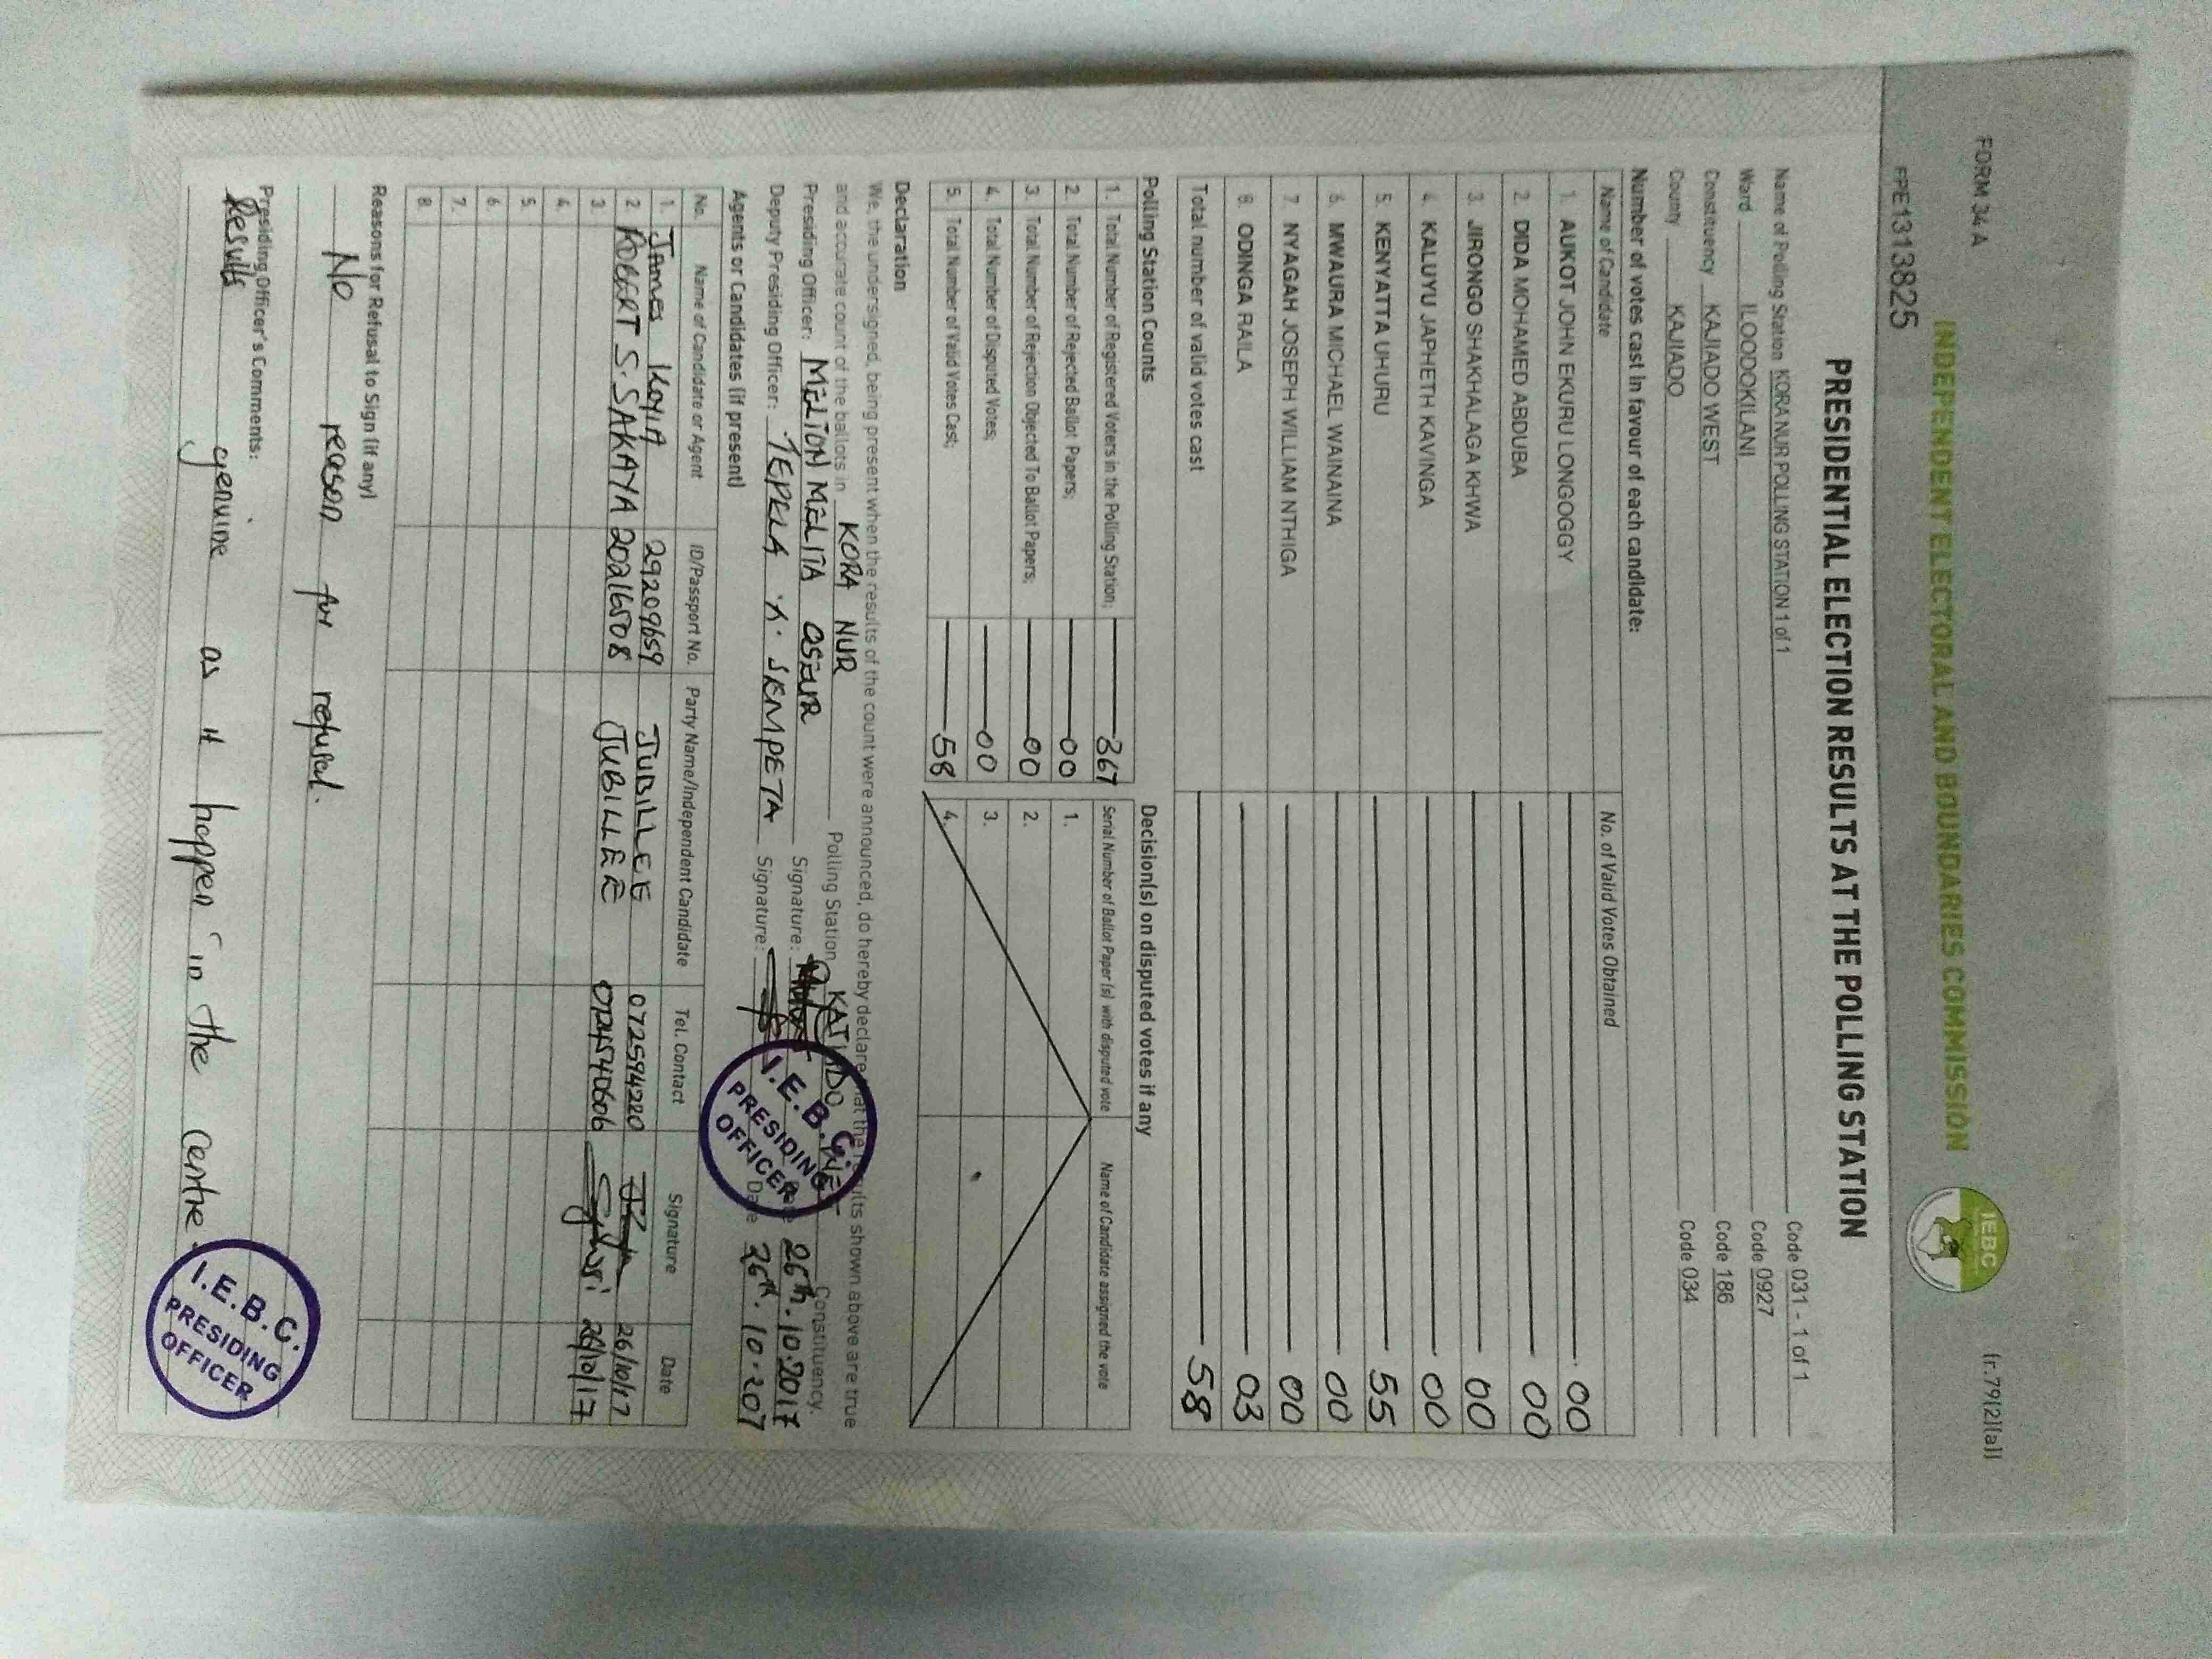 FORM 34 A
(r.79(2)(a))
INDEPENDENT ELECTORAL AND BOUNDARIES COMMISSION
IEBC
FPE1313825
PRESIDENTIAL ELECTION RESULTS AT THE POLLING STATION
Name of Polling Station KORA NUR POLLING STATION 1 of 1 Code 031 - 1 of 1
Ward ILOODOKILANI Code 0927
Constituency KAJIADO WEST Code 186
County KAJIADO Code 034
Number of votes cast in favour of each candidate:
Name of Candidate No. of Valid Votes Obtained
1. AUKOT JOHN EKURU LONGOGGY 00
2. DIDA MOHAMED ABDUBA 00
3. JIRONGO SHAKHALAGA KHWA 00
4. KALUYU JAPHETH KAVINGA 00
5. KENYATTA UHURU 55
6. MWAURA MICHAEL WAINAINA 00
7. NYAGAH JOSEPH WILLIAM NTHIGA 00
8. ODINGA RAILA 03
Total number of valid votes cast 58
Polling Station Counts Decision(s) on disputed votes if any
1. Total Number of Registered Voters in the Polling Station; 367 Serial Number of Ballot Paper (s) with disputed vote Name of Candidate assigned the vote
2. Total Number of Rejected Ballot Papers; 00 1.
3. Total Number of Rejection Objected To Ballot Papers; 00 2.
4. Total Number of Disputed Votes; 00 3.
5. Total Number of Valid Votes Cast; 58 4.
Declaration
We, the undersigned, being present when the results of the count were announced, do hereby declare that the results shown above are true
and accurate count of the ballots in KORA NUR Polling Station KAJIADO WEST Constituency.
Presiding Officer: MELION MELITA OSEUR Signature: Date 26th.10.2017
Deputy Presiding Officer: TEPELA K. SEMPETA Signature: Date 26th.10.207
I.E.B.C. PRESIDING OFFICER
Agents or Candidates (if present)
No. Name of Candidate or Agent ID/Passport No. Party Name/Independent Candidate Tel. Contact Signature Date
1. James Koyia 29209659 JUBILLEE 072594220 26/10/17
2. ROBERT S. SAKAYA 20216508 JUBILLEE 0724540606 26/10/17
3.
4.
5.
6.
7.
8.
Reasons for Refusal to Sign (if any)
No reason for refusal.
Presiding Officer's Comments:
Results genuine as it happen in the centre.
I.E.B.C. PRESIDING OFFICER